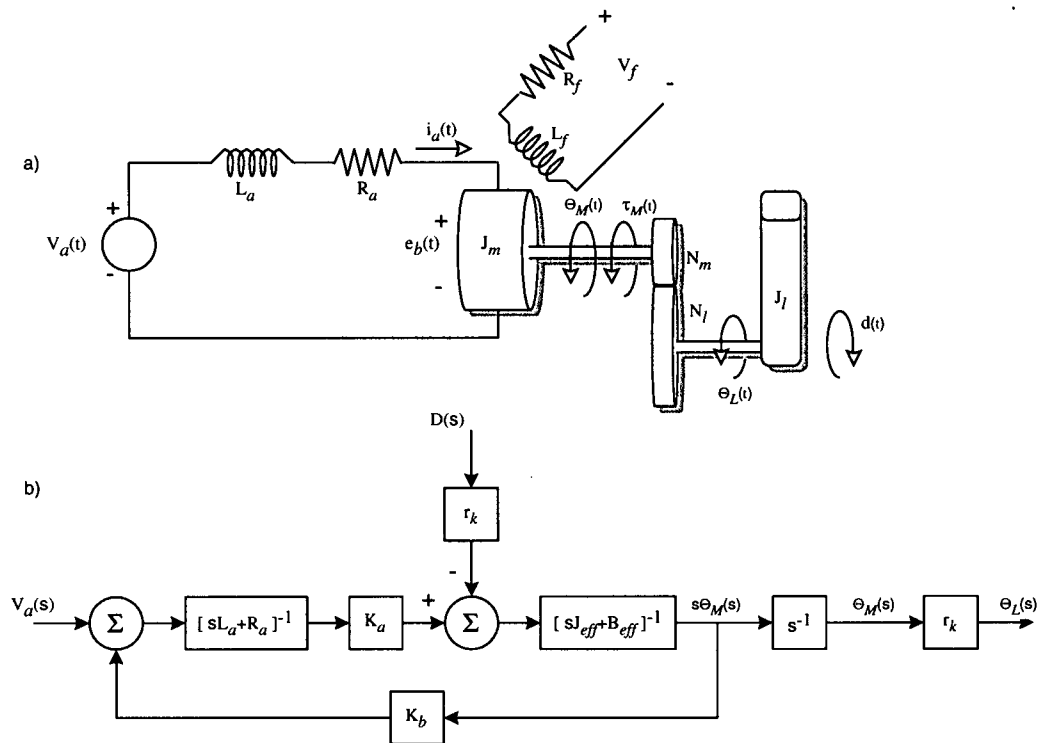 +
R_f
V_f
-
L_f
i_a(t)
a)
L_a
R_a
Θ_M(t)
τ_M(t)
+
V_a(t)
-
+
e_b(t)
-
J_m
N_m
N_l
J_l
d(t)
Θ_L(t)
D(s)
b)
r_k
-
V_a(s)
Σ
[ sL_a+R_a ]^-1
K_a
+
Σ
[ sJ_eff+B_eff ]^-1
sΘ_M(s)
s^-1
Θ_M(s)
r_k
Θ_L(s)
K_b